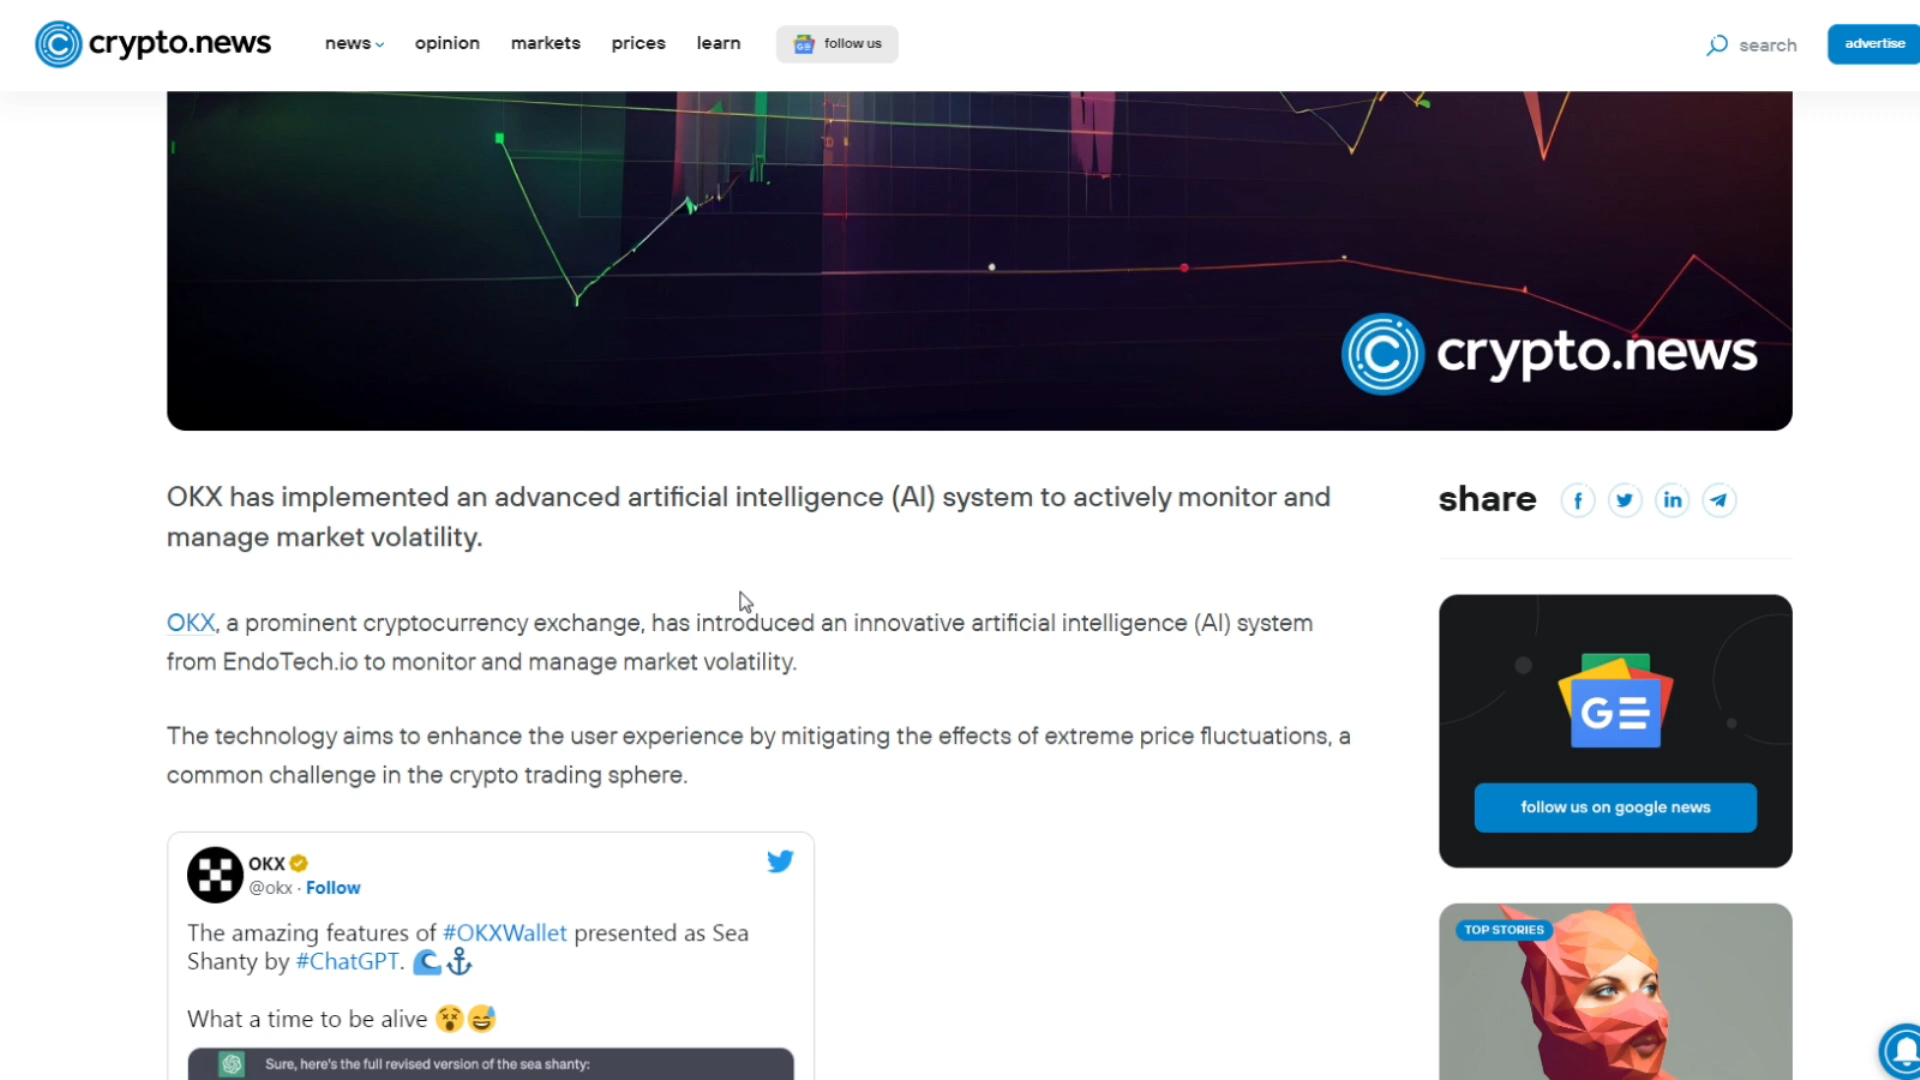 crypto.news
news opinion markets prices learn follow us search advertise
crypto.news
OKX has implemented an advanced artificial intelligence (AI) system to actively monitor and
manage market volatility.
OKX, a prominent cryptocurrency exchange, has introduced an innovative artificial intelligence (AI) system
from EndoTech.io to monitor and manage market volatility.
The technology aims to enhance the user experience by mitigating the effects of extreme price fluctuations, a
common challenge in the crypto trading sphere.
OKX
@okx · Follow
The amazing features of #OKXWallet presented as Sea
Shanty by #ChatGPT. 🌊⚓
What a time to be alive 😵😅
Sure, here's the full revised version of the sea shanty:
share
follow us on google news
TOP STORIES